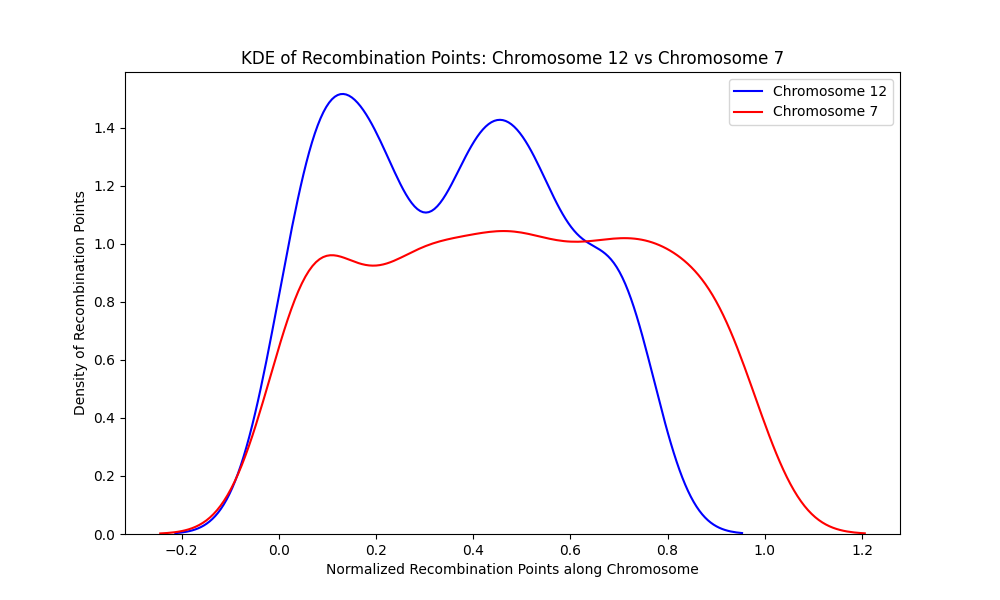 KDE of Recombination Points: Chromosome 12 vs Chromosome 7
Chromosome 12
Chromosome 7
Density of Recombination Points
1.4
1.2
1.0
0.8
0.6
0.4
0.2
0.0
−0.2 0.0 0.2 0.4 0.6 0.8 1.0 1.2
Normalized Recombination Points along Chromosome